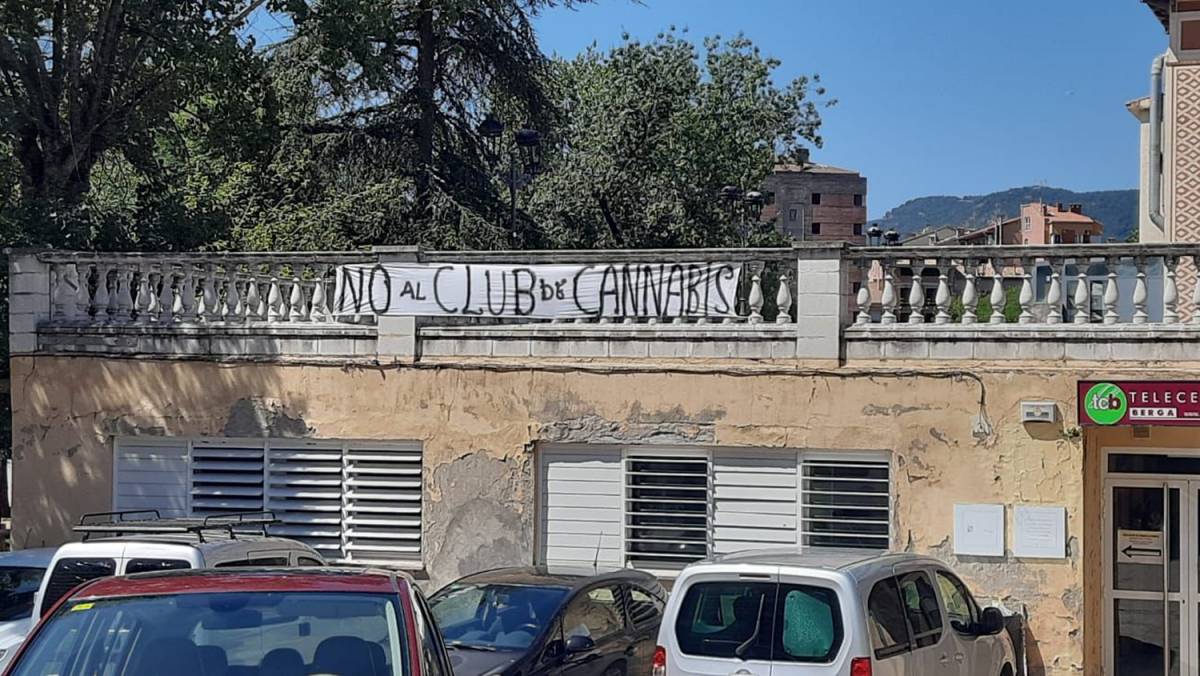 NO AL CLUB de CANNABIS
tcb TELECE
BERGA